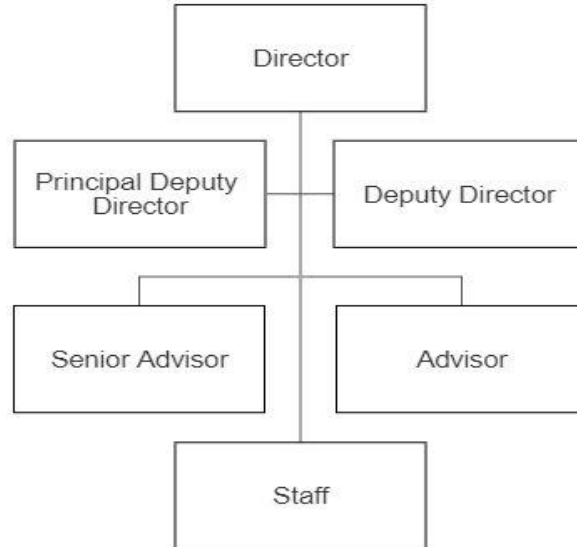 Director
Principal Deputy
Director
Deputy Director
Senior Advisor
Advisor
Staff